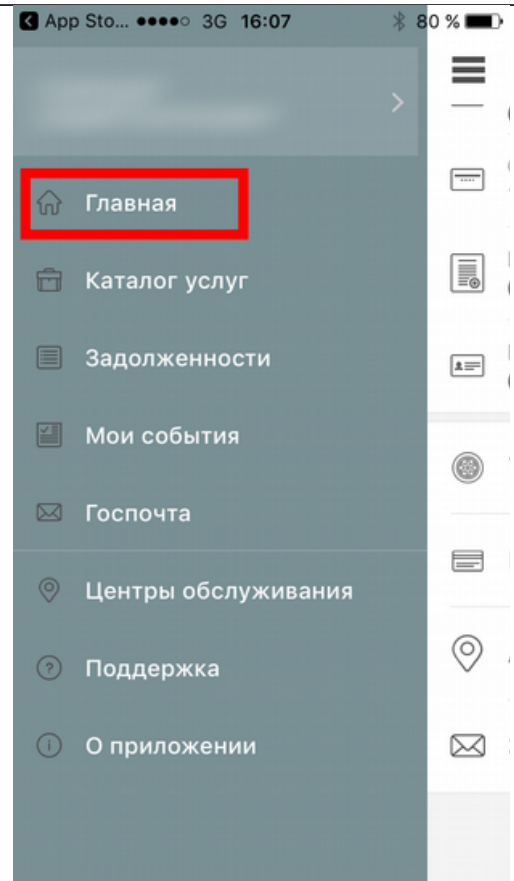 App Sto... 3G 16:07 80 %
Главная
Каталог услуг
Задолженности
Мои события
Госпочта
Центры обслуживания
Поддержка
О приложении